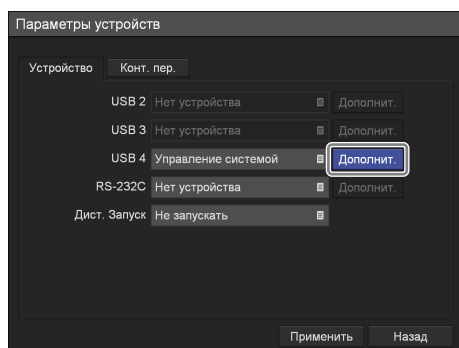 Параметры устройств
Устройство Конт. пер.
USB 2 Нет устройства Дополнит.
USB 3 Нет устройства Дополнит.
USB 4 Управление системой Дополнит.
RS-232C Нет устройства Дополнит.
Дист. Запуск Не запускать
Применить Назад